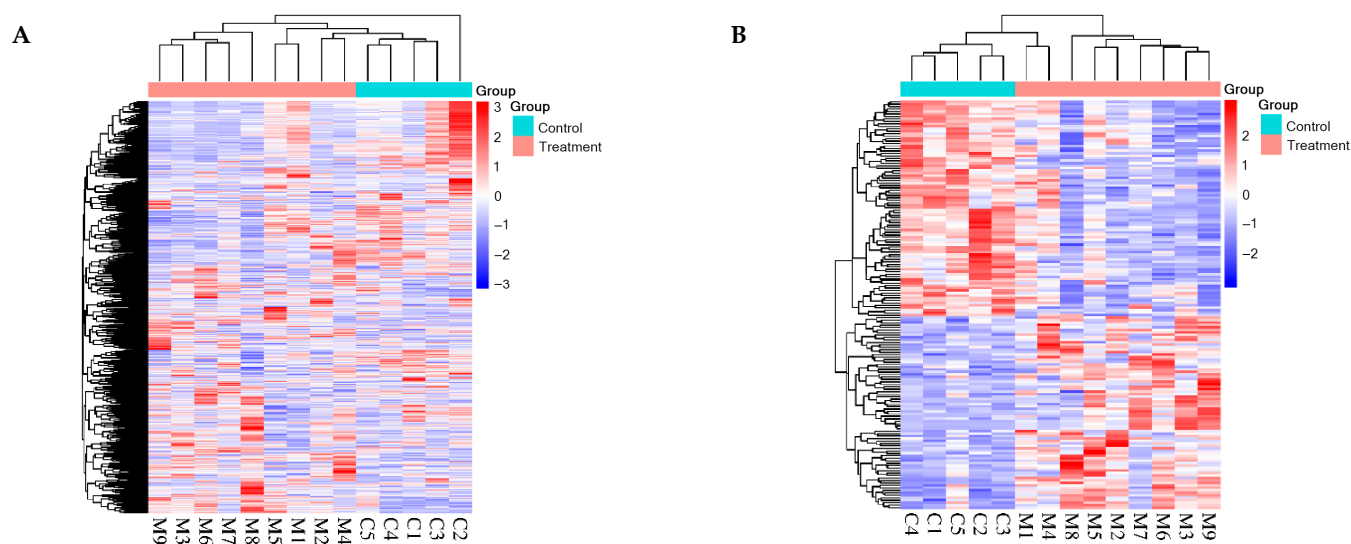 A
Group
3
2
1
0
−1
−2
−3
Group
Control
Treatment
M9 M3 M6 M7 M8 M5 M1 M2 M4 C5 C4 C1 C3 C2
B
Group
2
1
0
−1
−2
Group
Control
Treatment
C4 C1 C5 C2 C3 M1 M4 M8 M5 M2 M7 M6 M3 M9